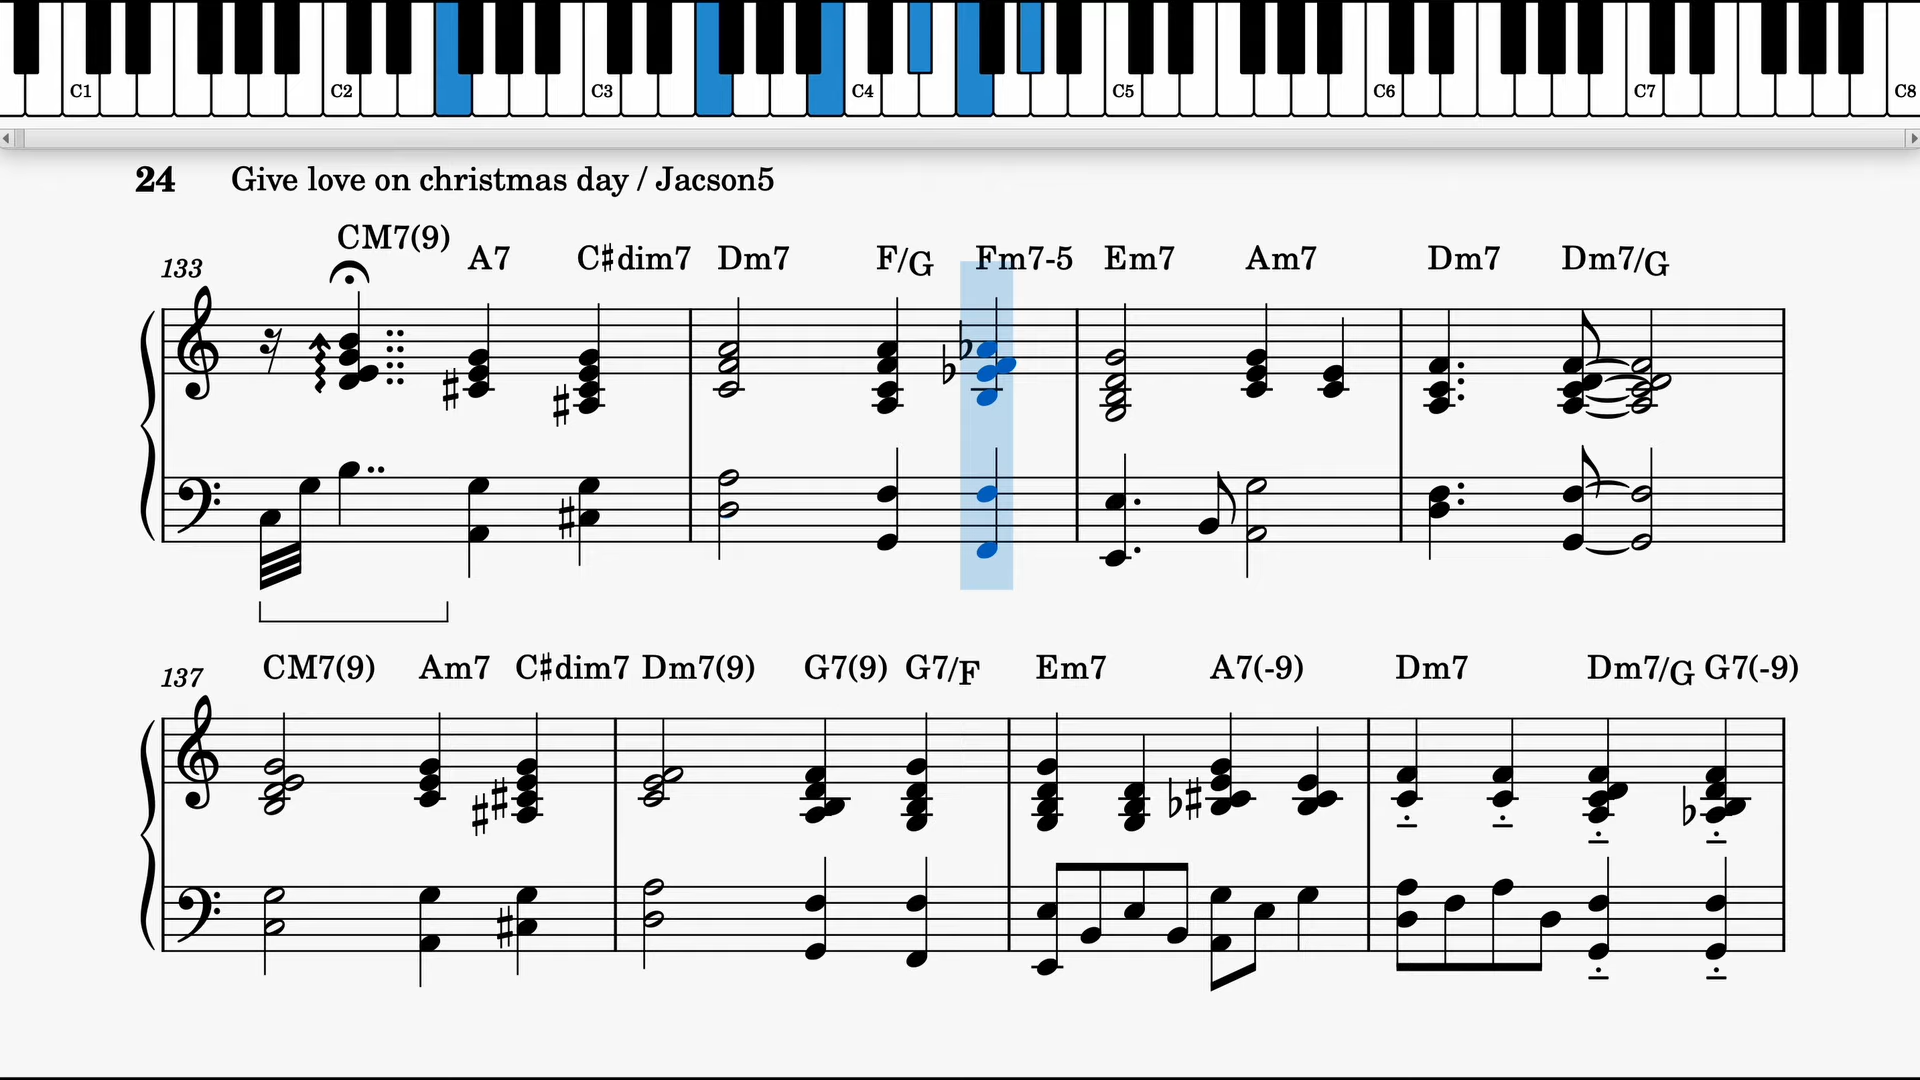 C1 C2 C3 C4 C5 C6 C7 C8
24 Give love on christmas day / Jacson5
133 CM7(9) A7 C♯dim7 Dm7 F/G Fm7-5 Em7 Am7 Dm7 Dm7/G
137 CM7(9) Am7 C♯dim7 Dm7(9) G7(9) G7/F Em7 A7(-9) Dm7 Dm7/G G7(-9)